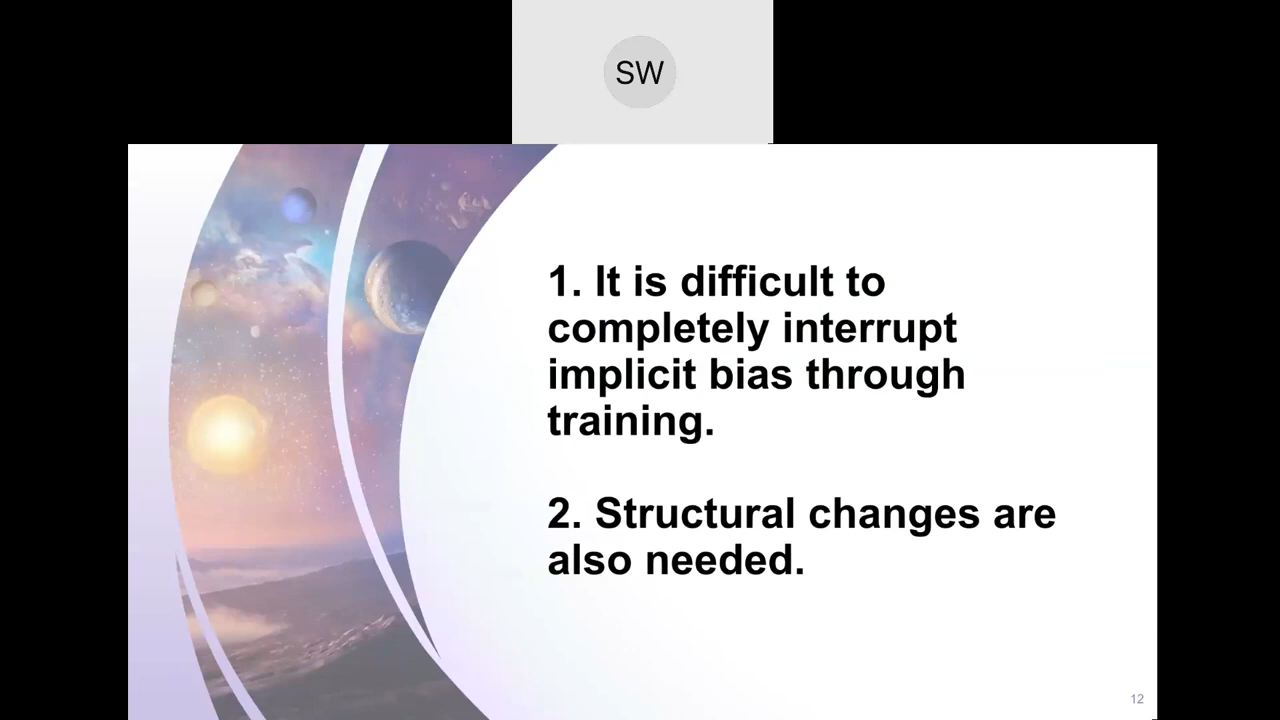 SW
1. It is difficult to
completely interrupt
implicit bias through
training.
2. Structural changes are
also needed.
12